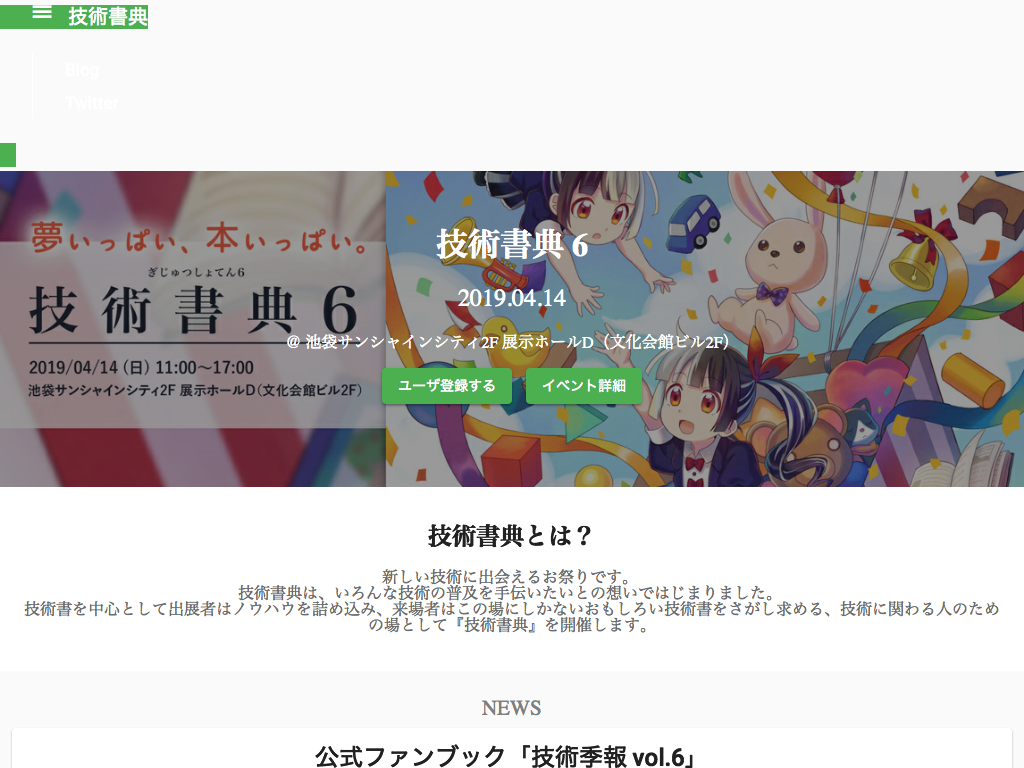 技術書典
Blog
Twitter
夢いっぱい、本いっぱい。
ぎじゅつしょてん6
技術書典 6
2019/04/14 (日) 11:00〜17:00
池袋サンシャインシティ2F 展示ホールD(文化会館ビル2F)
技術書典 6
2019.04.14
@ 池袋サンシャインシティ2F 展示ホールD（文化会館ビル2F）
ユーザ登録する
イベント詳細
技術書典とは？
新しい技術に出会えるお祭りです。
技術書典は、いろんな技術の普及を手伝いたいとの想いではじまりました。
技術書を中心として出展者はノウハウを詰め込み、来場者はこの場にしかないおもしろい技術書をさがし求める、技術に関わる人のため
の場として『技術書典』を開催します。
NEWS
公式ファンブック「技術季報 vol.6」